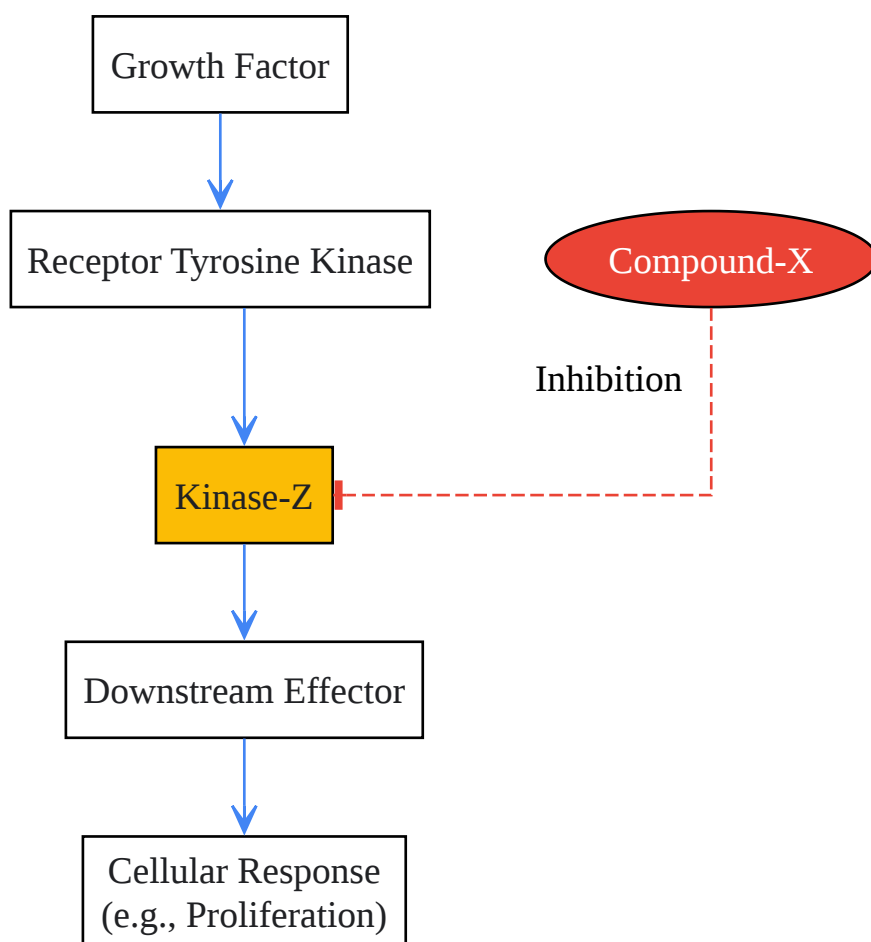 Growth Factor
Receptor Tyrosine Kinase
Compound-X
Inhibition
Kinase-Z
Downstream Effector
Cellular Response
(e.g., Proliferation)